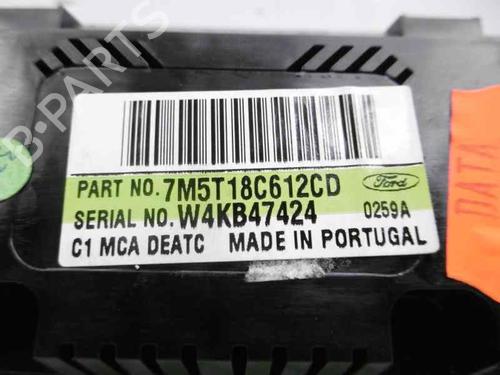 B-PARTS
PART NO. 7M5T18C612CD
Ford
SERIAL NO. W4KB47424 0259A
C1 MCA DEATC MADE IN PORTUGAL
DATA